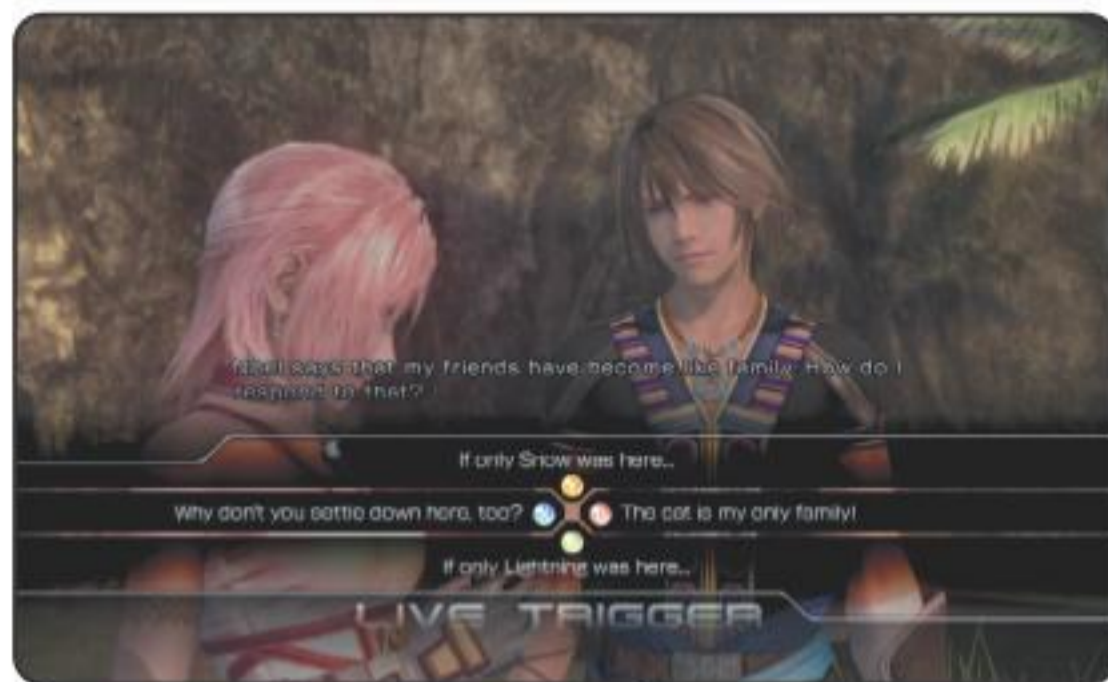 Noel says that my friends have become like family. How do I
respond to that?
If only Snow was here...
Why don't you settle down here, too? The cat is my only family!
If only Lightning was here...
LIVE TRIGGER